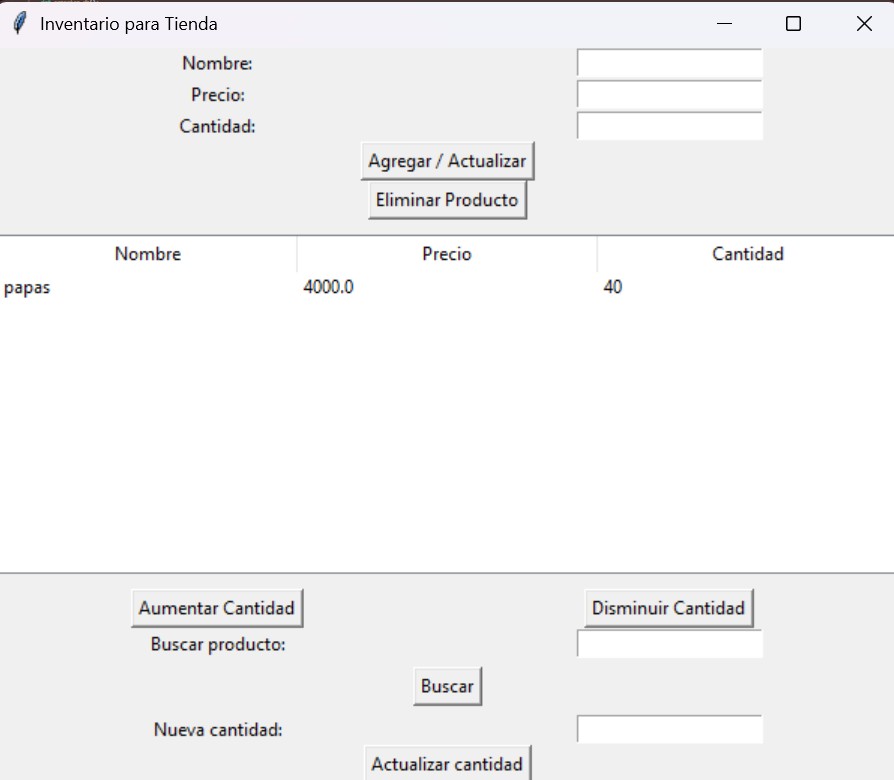 Inventario para Tienda
Nombre:
Precio:
Cantidad:
Agregar / Actualizar
Eliminar Producto
Nombre Precio Cantidad
papas 4000.0 40
Aumentar Cantidad Disminuir Cantidad
Buscar producto:
Buscar
Nueva cantidad:
Actualizar cantidad